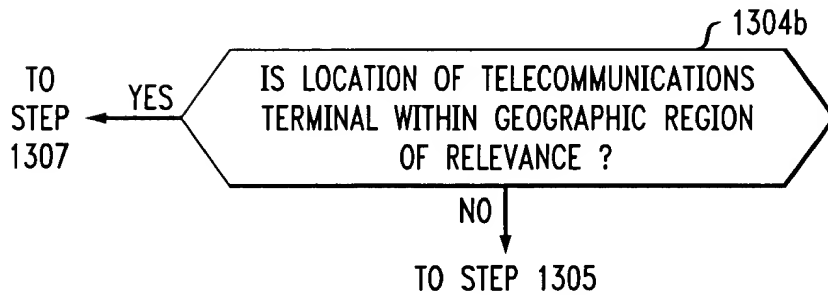 1304b
IS LOCATION OF TELECOMMUNICATIONS
TERMINAL WITHIN GEOGRAPHIC REGION
OF RELEVANCE ?
YES
TO
STEP
1307
NO
TO STEP 1305